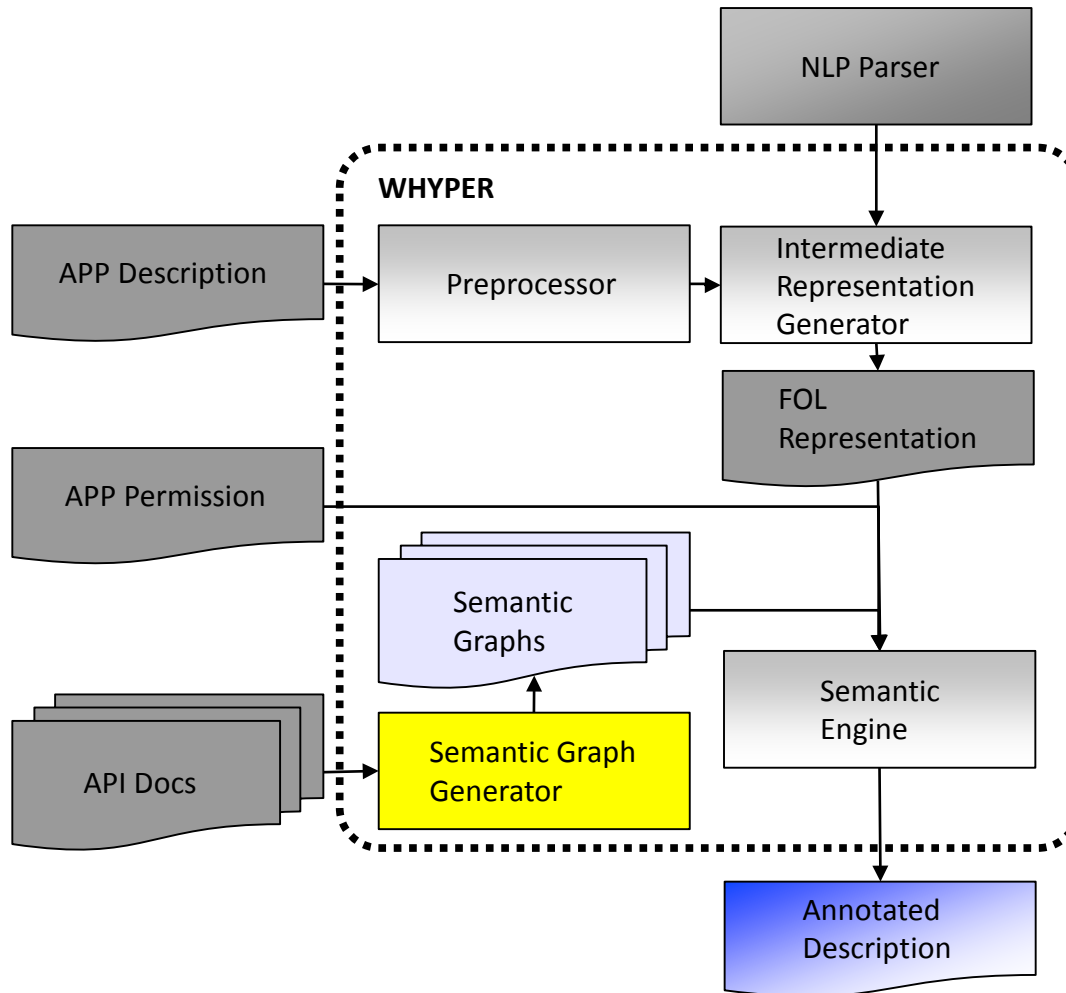 NLP Parser
WHYPER
APP Description
Preprocessor
Intermediate
Representation
Generator
FOL
Representation
APP Permission
Semantic
Graphs
Semantic
Engine
API Docs
Semantic Graph
Generator
Annotated
Description